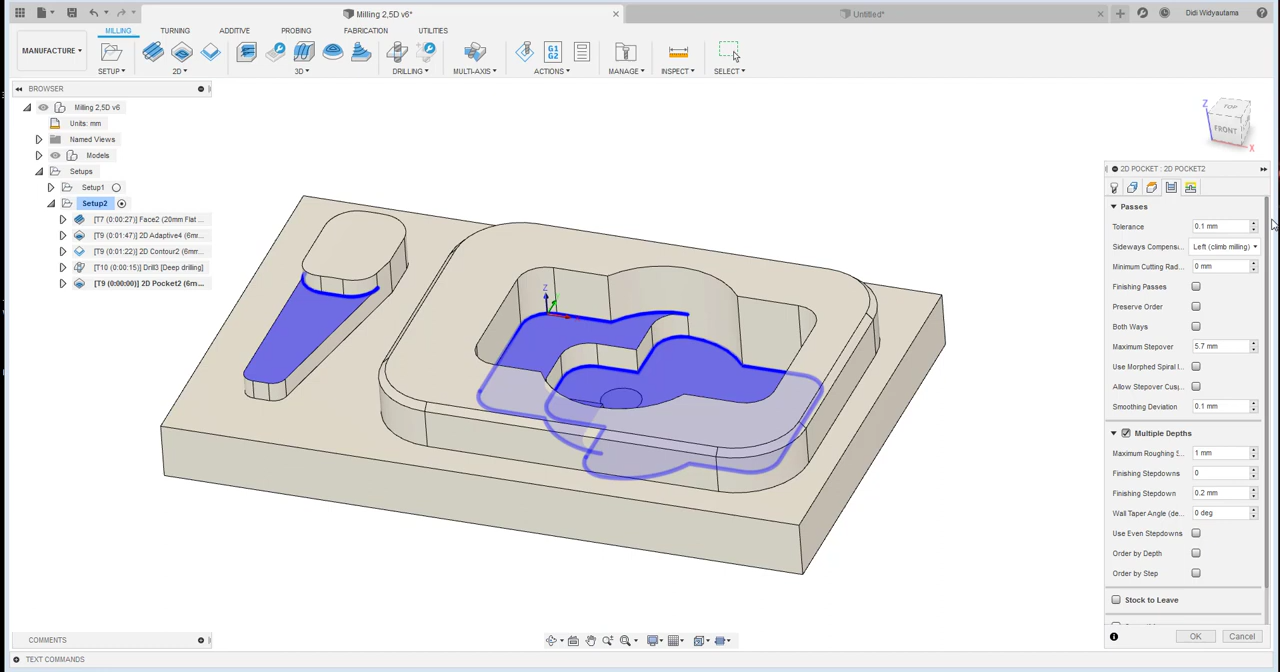 Milling 2,5D v6*
Untitled*
Didi Widyautama
MILLING TURNING ADDITIVE PROBING FABRICATION UTILITIES
MANUFACTURE
G1
G2
SETUP 2D 3D DRILLING MULTI-AXIS ACTIONS MANAGE INSPECT SELECT
BROWSER
Milling 2,5D v6
Units: mm
Named Views
Models
Setups
Setup1
Setup2
[T7 (0:00:27)] Face2 (20mm Flat ...
[T9 (0:01:47)] 2D Adaptive4 (6m...
[T9 (0:01:22)] 2D Contour2 (6m...
[T10 (0:00:15)] Drill3 [Deep drilling]
[T9 (0:00:00)] 2D Pocket2 (6m...
Z
Z
TOP
FRONT
X
2D POCKET : 2D POCKET2
Passes
Tolerance 0.1 mm
Sideways Compens... Left (climb milling)
Minimum Cutting Rad... 0 mm
Finishing Passes
Preserve Order
Both Ways
Maximum Stepover 5.7 mm
Use Morphed Spiral
Allow Stepover Cus...
Smoothing Deviation 0.1 mm
Multiple Depths
Maximum Roughing S... 1 mm
Finishing Stepdowns 0
Finishing Stepdown 0.2 mm
Wall Taper Angle (de... 0 deg
Use Even Stepdowns
Order by Depth
Order by Step
Stock to Leave
OK Cancel
COMMENTS
TEXT COMMANDS